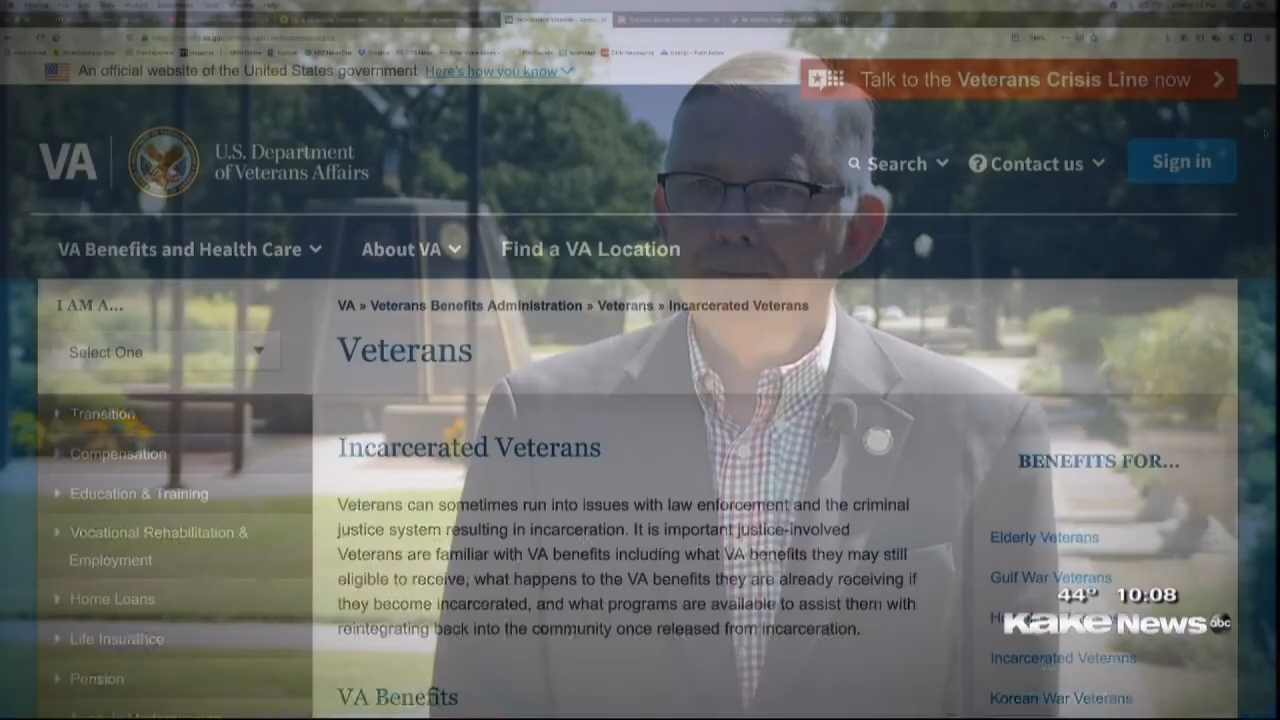 An official website of the United States government Here's how you know
Talk to the Veterans Crisis Line now
VA
U.S. Department
of Veterans Affairs
Search
Contact us
Sign in
VA Benefits and Health Care
About VA
Find a VA Location
I AM A...
Select One
Transition
Compensation
Education & Training
Vocational Rehabilitation &
Employment
Home Loans
Life Insurance
Pension
VA » Veterans Benefits Administration » Veterans » Incarcerated Veterans
Veterans
Incarcerated Veterans
Veterans can sometimes run into issues with law enforcement and the criminal
justice system resulting in incarceration. It is important justice-involved
Veterans are familiar with VA benefits including what VA benefits they may still
eligible to receive, what happens to the VA benefits they are already receiving if
they become incarcerated, and what programs are available to assist them with
reintegrating back into the community once released from incarceration.
VA Benefits
BENEFITS FOR...
Elderly Veterans
Gulf War Veterans
Incarcerated Veterans
Korean War Veterans
44° 10:08
KAKE News abc